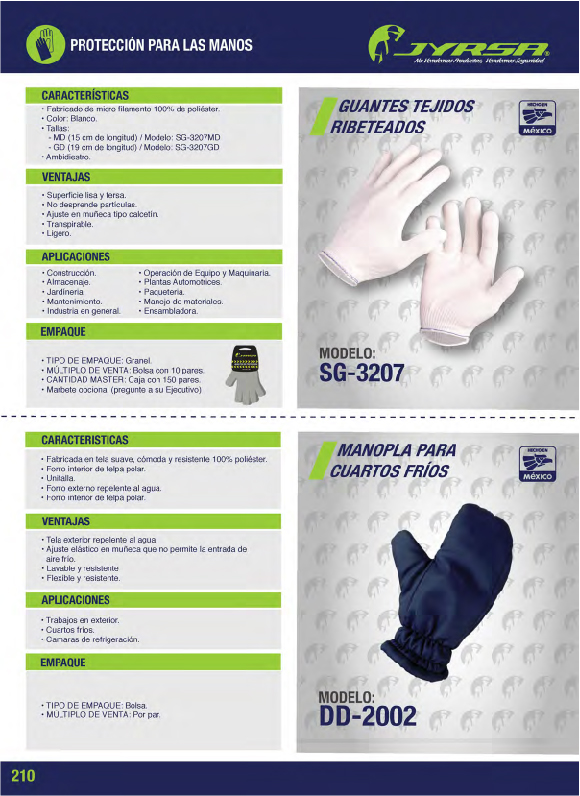 PROTECCIÓN PARA LAS MANOS
JYRSA®
No Vendemos Productos, Vendemos Seguridad
CARACTERÍSTICAS
• Fabricado de micro filamento 100% de poliéster.
• Color: Blanco.
• Tallas:
- MD (15 cm de longitud) / Modelo: SG-3207MD
- GD (19 cm de longitud) / Modelo: SG-3207GD
• Ambidiestro.
VENTAJAS
• Superficie lisa y tersa.
• No desprende partículas.
• Ajuste en muñeca tipo calcetín.
• Transpirable.
• Ligero.
APLICACIONES
• Construcción.
• Almacenaje.
• Jardinería
• Mantenimiento.
• Industria en general.
• Operación de Equipo y Maquinaria.
• Plantas Automotrices.
• Paquetería.
• Manejo de materiales.
• Ensambladora.
EMPAQUE
• TIPO DE EMPAQUE: Granel.
• MÚLTIPLO DE VENTA: Bolsa con 10 pares.
• CANTIDAD MASTER: Caja con 150 pares.
• Marbete opcional (pregunte a su Ejecutivo)
GUANTES TEJIDOS
RIBETEADOS
HECHO EN
MÉXICO
MODELO:
SG-3207
CARACTERISTICAS
• Fabricada en tela suave, cómoda y resistente 100% poliéster.
• Forro interior de felpa polar.
• Unitalla.
• Forro externo repelente al agua.
• Forro interior de felpa polar.
VENTAJAS
• Tela exterior repelente al agua
• Ajuste elástico en muñeca que no permite la entrada de
aire frío.
• Lavable y resistente
• Flexible y resistente.
APLICACIONES
• Trabajos en exterior.
• Cuartos fríos.
• Camaras de refrigeración.
EMPAQUE
• TIPO DE EMPAQUE: Bolsa.
• MÚLTIPLO DE VENTA: Por par.
MANOPLA PARA
CUARTOS FRÍOS
HECHO EN
MÉXICO
MODELO:
DD-2002
210